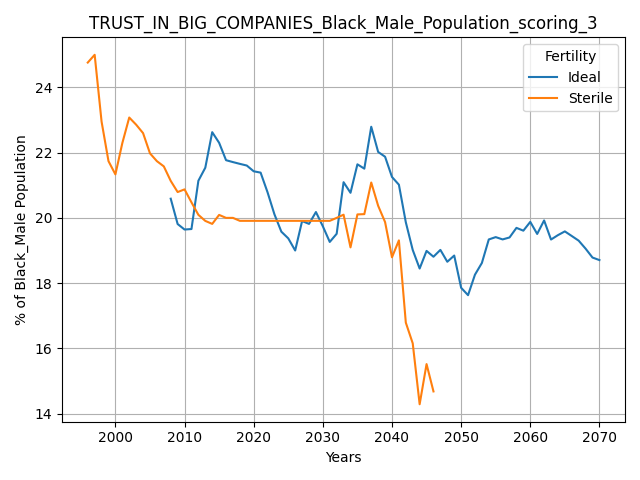 TRUST_IN_BIG_COMPANIES_Black_Male_Population_scoring_3
Fertility
Ideal
Sterile
% of Black_Male Population
24
22
20
18
16
14
2000 2010 2020 2030 2040 2050 2060 2070
Years